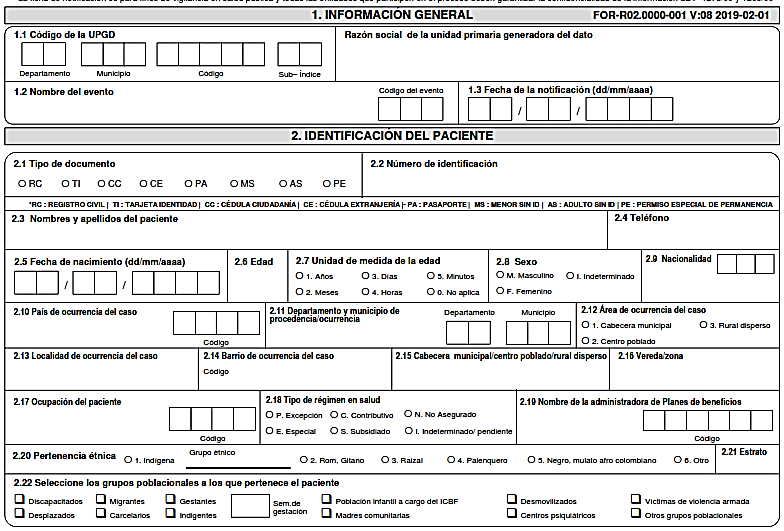 1. INFORMACIÓN GENERAL FOR-R02.0000-001 V:08 2019-02-01
1.1 Código de la UPGD
Razón social de la unidad primaria generadora del dato
Departamento Municipio Código Sub- Índice
1.2 Nombre del evento
Código del evento
1.3 Fecha de la notificación (dd/mm/aaaa)
/ /
2. IDENTIFICACIÓN DEL PACIENTE
2.1 Tipo de documento
2.2 Número de identificación
RC TI CC CE PA MS AS PE
*RC : REGISTRO CIVIL | TI : TARJETA IDENTIDAD | CC : CÉDULA CIUDADANÍA | CE : CÉDULA EXTRANJERÍA |- PA : PASAPORTE | MS : MENOR SIN ID | AS : ADULTO SIN ID | PE : PERMISO ESPECIAL DE PERMANENCIA
2.3 Nombres y apellidos del paciente
2.4 Teléfono
2.5 Fecha de nacimiento (dd/mm/aaaa)
/ /
2.6 Edad
2.7 Unidad de medida de la edad
1. Años 3. Días 5. Minutos
2. Meses 4. Horas 0. No aplica
2.8 Sexo
M. Masculino I. Indeterminado
F. Femenino
2.9 Nacionalidad
2.10 País de ocurrencia del caso
Código
2.11 Departamento y municipio de
procedencia/ocurrencia
Departamento Municipio
2.12 Área de ocurrencia del caso
1. Cabecera municipal 3. Rural disperso
2. Centro poblado
2.13 Localidad de ocurrencia del caso
2.14 Barrio de ocurrencia del caso
Código
2.15 Cabecera municipal/centro poblado/rural disperso
2.16 Vereda/zona
2.17 Ocupación del paciente
Código
2.18 Tipo de régimen en salud
P. Excepción C. Contributivo N. No Asegurado
E. Especial S. Subsidiado I. Indeterminado/ pendiente
2.19 Nombre de la administradora de Planes de beneficios
Código
2.20 Pertenencia étnica
1. Indígena
Grupo étnico
2. Rom, Gitano 3. Raizal 4. Palenquero 5. Negro, mulato afro colombiano 6. Otro
2.21 Estrato
2.22 Seleccione los grupos poblacionales a los que pertenece el paciente
Discapacitados Migrantes Gestantes Sem.de Población infantil a cargo del ICBF Desmovilizados Víctimas de violencia armada
Desplazados Carcelarios Indigentes gestación Madres comunitarias Centros psiquiátricos Otros grupos poblacionales